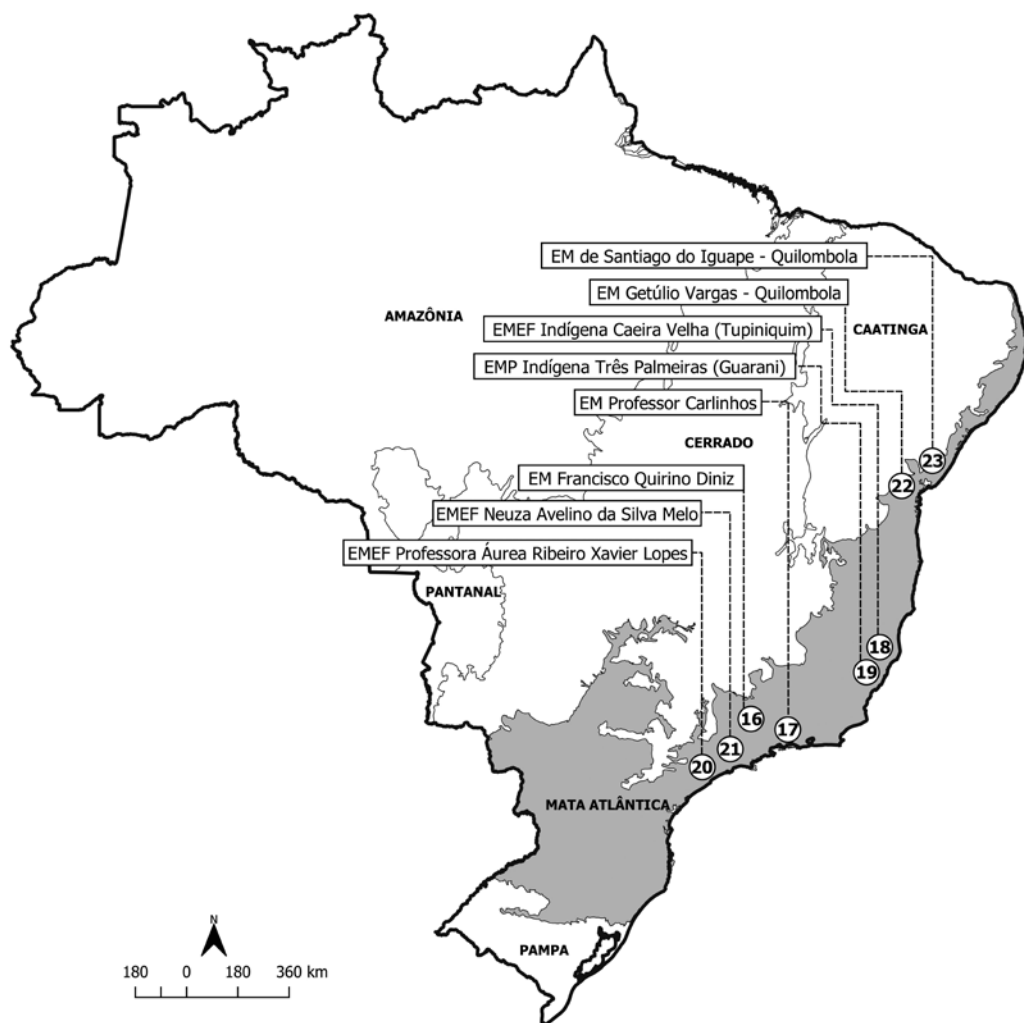 EM de Santiago do Iguape - Quilombola
EM Getúlio Vargas - Quilombola
AMAZÔNIA
EMEF Indígena Caeira Velha (Tupiniquim)
CAATINGA
EMP Indígena Três Palmeiras (Guarani)
EM Professor Carlinhos
CERRADO
23
EM Francisco Quirino Diniz
22
EMEF Neuza Avelino da Silva Melo
EMEF Professora Áurea Ribeiro Xavier Lopes
PANTANAL
18
19
16
17
21
20
MATA ATLÂNTICA
N
PAMPA
180 0 180 360 km